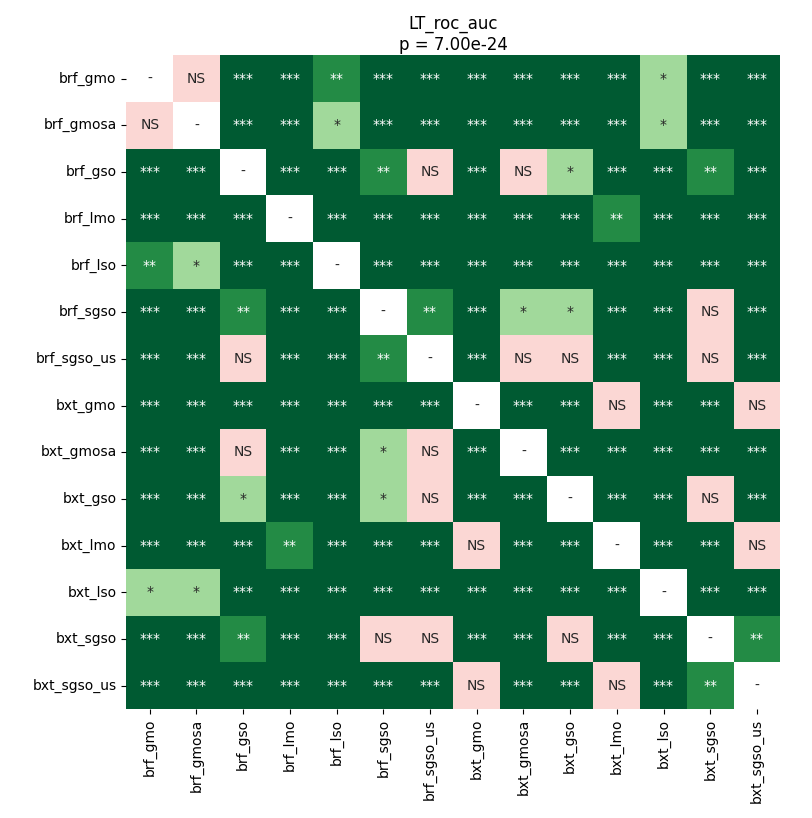 LT_roc_auc
p = 7.00e-24
brf_gmo - NS *** *** ** *** *** *** *** *** *** * *** ***
brf_gmosa NS - *** *** * *** *** *** *** *** *** * *** ***
brf_gso *** *** - *** *** ** NS *** NS * *** *** ** ***
brf_lmo *** *** *** - *** *** *** *** *** *** ** *** *** ***
brf_lso ** * *** *** - *** *** *** *** *** *** *** *** ***
brf_sgso *** *** ** *** *** - ** *** * * *** *** NS ***
brf_sgso_us *** *** NS *** *** ** - *** NS NS *** *** NS ***
bxt_gmo *** *** *** *** *** *** *** - *** *** NS *** *** NS
bxt_gmosa *** *** NS *** *** * NS *** - *** *** *** *** ***
bxt_gso *** *** * *** *** * NS *** *** - *** *** NS ***
bxt_lmo *** *** *** ** *** *** *** NS *** *** - *** *** NS
bxt_lso * * *** *** *** *** *** *** *** *** *** - *** ***
bxt_sgso *** *** ** *** *** NS NS *** *** NS *** *** - **
bxt_sgso_us *** *** *** *** *** *** *** NS *** *** NS *** ** -
brf_gmo
brf_gmosa
brf_gso
brf_lmo
brf_lso
brf_sgso
brf_sgso_us
bxt_gmo
bxt_gmosa
bxt_gso
bxt_lmo
bxt_lso
bxt_sgso
bxt_sgso_us